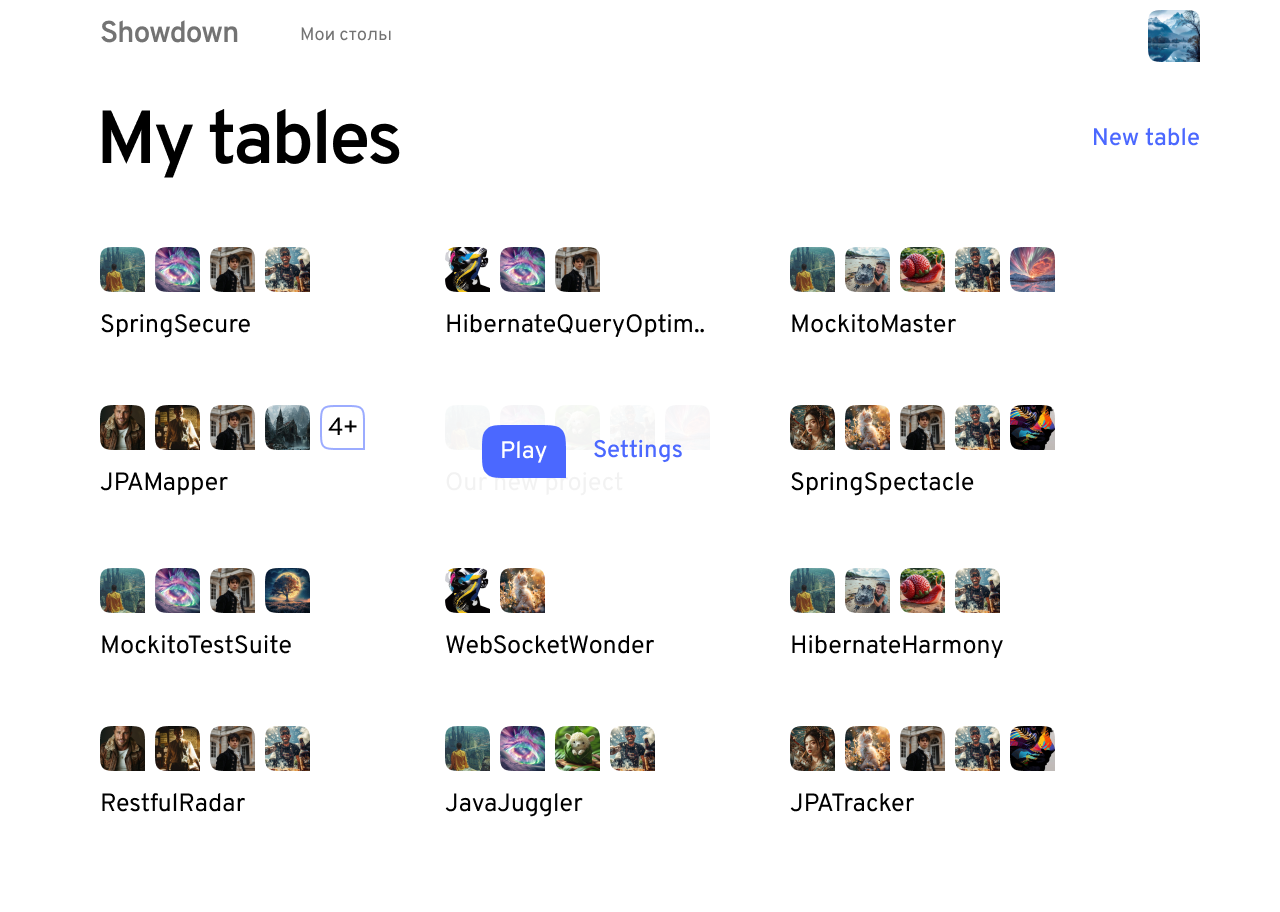 Showdown
Мои столы
My tables
New table
SpringSecure
HibernateQueryOptim..
MockitoMaster
4+
JPAMapper
Play
Settings
Our new project
SpringSpectacle
MockitoTestSuite
WebSocketWonder
HibernateHarmony
RestfulRadar
JavaJuggler
JPATracker